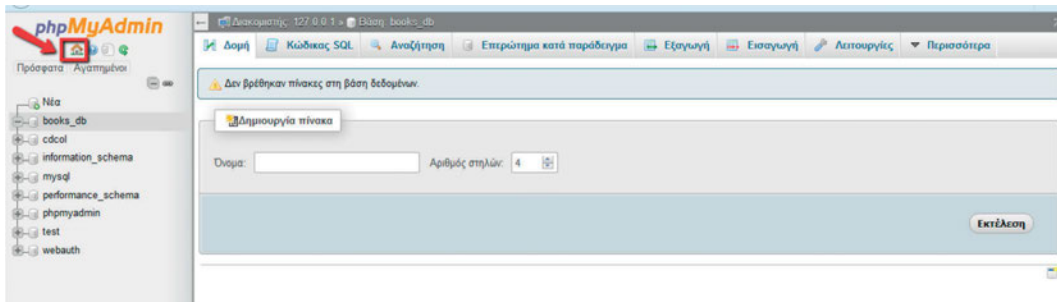 phpMyAdmin
Πρόσφατα Αγαπημένοι
Νέα
books_db
cdcol
information_schema
mysql
performance_schema
phpmyadmin
test
webauth
Διακομιστής: 127.0.0.1 » Βάση: books_db
Δομή Κώδικας SQL Αναζήτηση Επερώτημα κατά παράδειγμα Εξαγωγή Εισαγωγή Λειτουργίες Περισσότερα
Δεν βρέθηκαν πίνακες στη βάση δεδομένων.
Δημιουργία πίνακα
Όνομα: Αριθμός στηλών: 4
Εκτέλεση